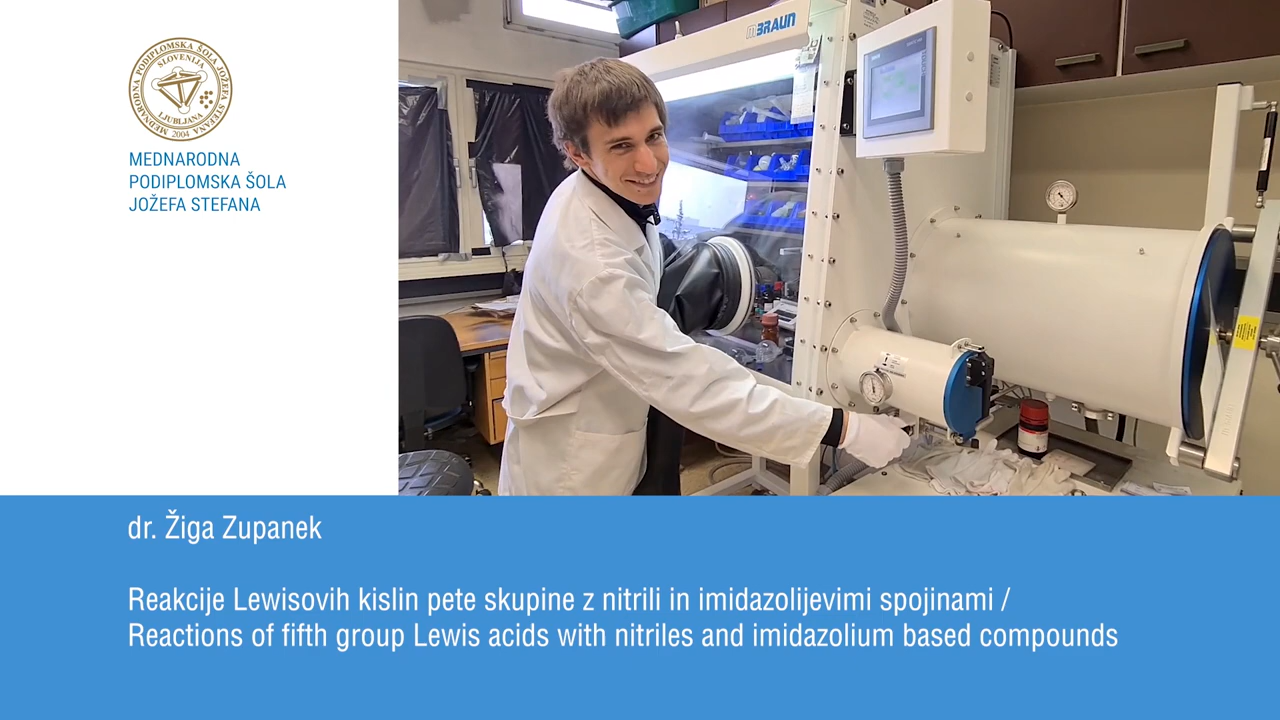 MEDNARODNA PODIPLOMSKA ŠOLA JOŽEFA STEFANA
SLOVENIJA
LJUBLJANA
2004
MEDNARODNA
PODIPLOMSKA ŠOLA
JOŽEFA STEFANA
MBRAUN
dr. Žiga Zupanek
Reakcije Lewisovih kislin pete skupine z nitrili in imidazolijevimi spojinami /
Reactions of fifth group Lewis acids with nitriles and imidazolium based compounds